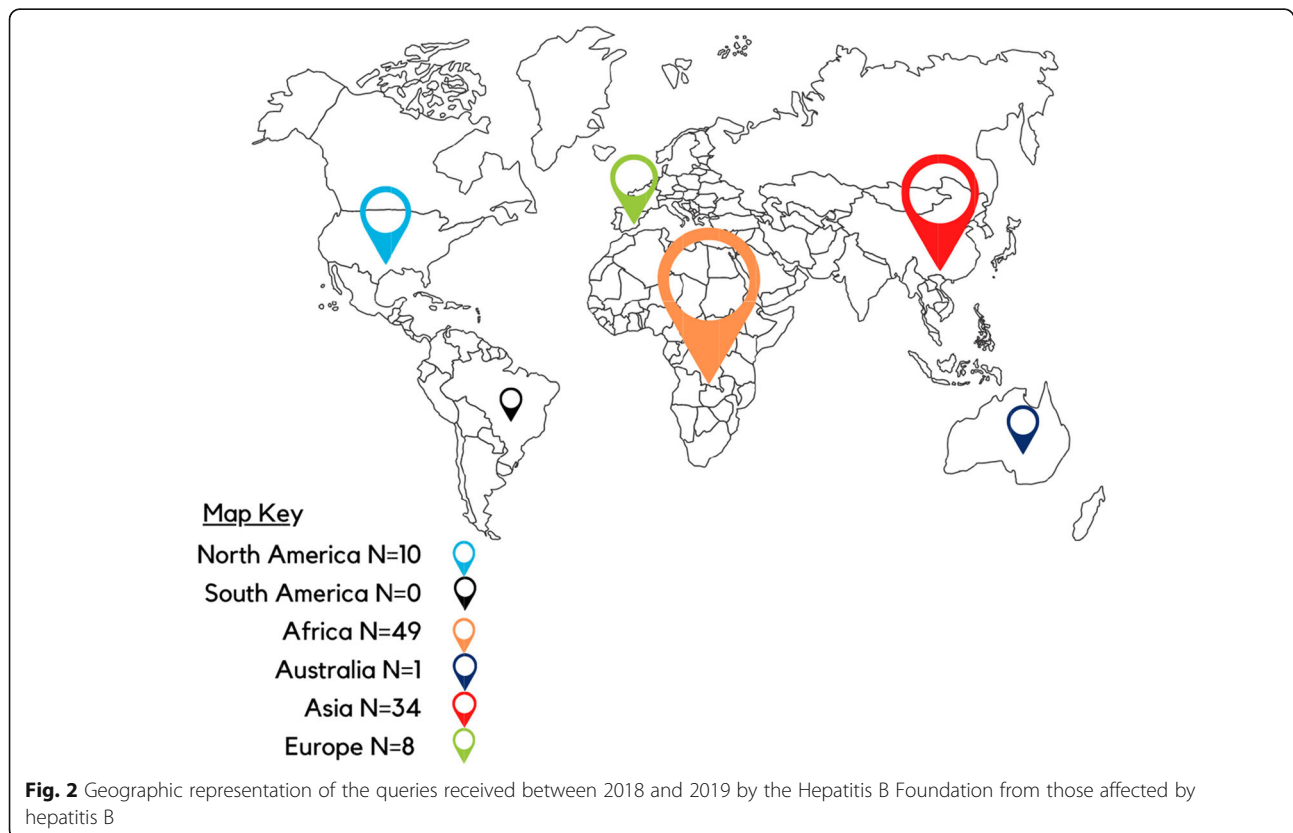 Map Key
North America N=10
South America N=0
Africa N=49
Australia N=1
Asia N=34
Europe N=8
Fig. 2 Geographic representation of the queries received between 2018 and 2019 by the Hepatitis B Foundation from those affected by
hepatitis B